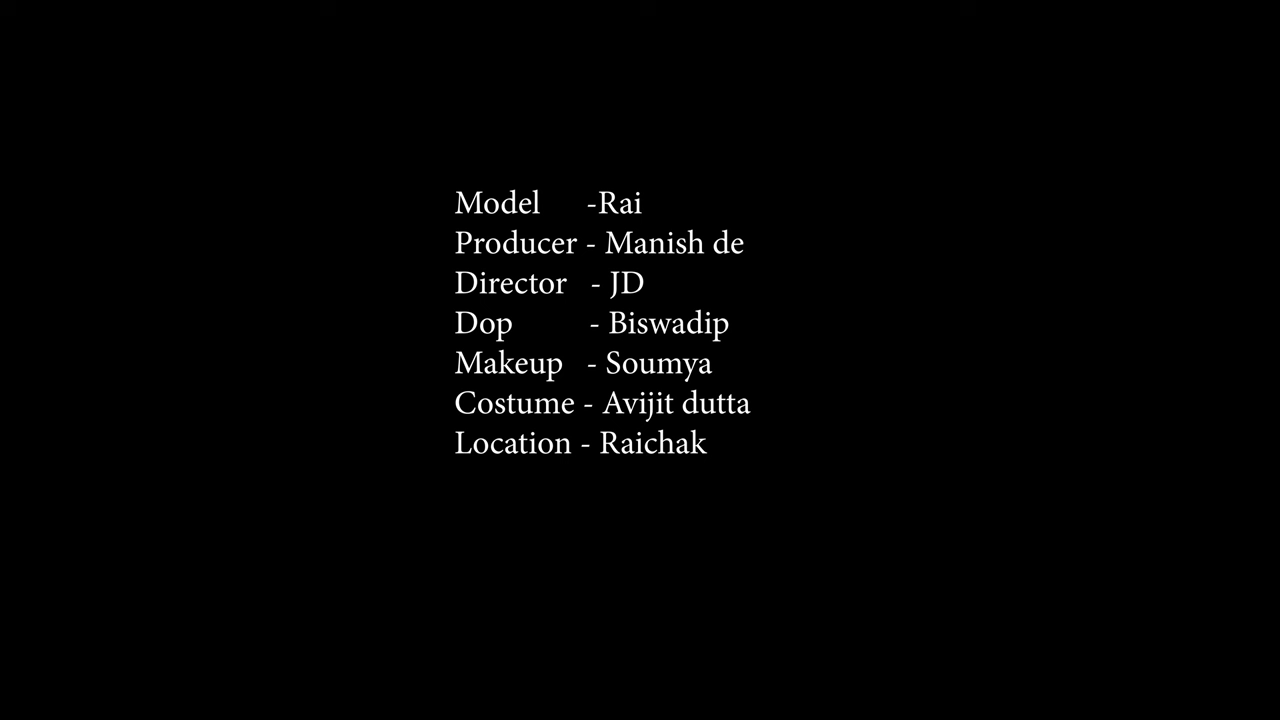 Model -Rai
Producer - Manish de
Director - JD
Dop - Biswadip
Makeup - Soumya
Costume - Avijit dutta
Location - Raichak